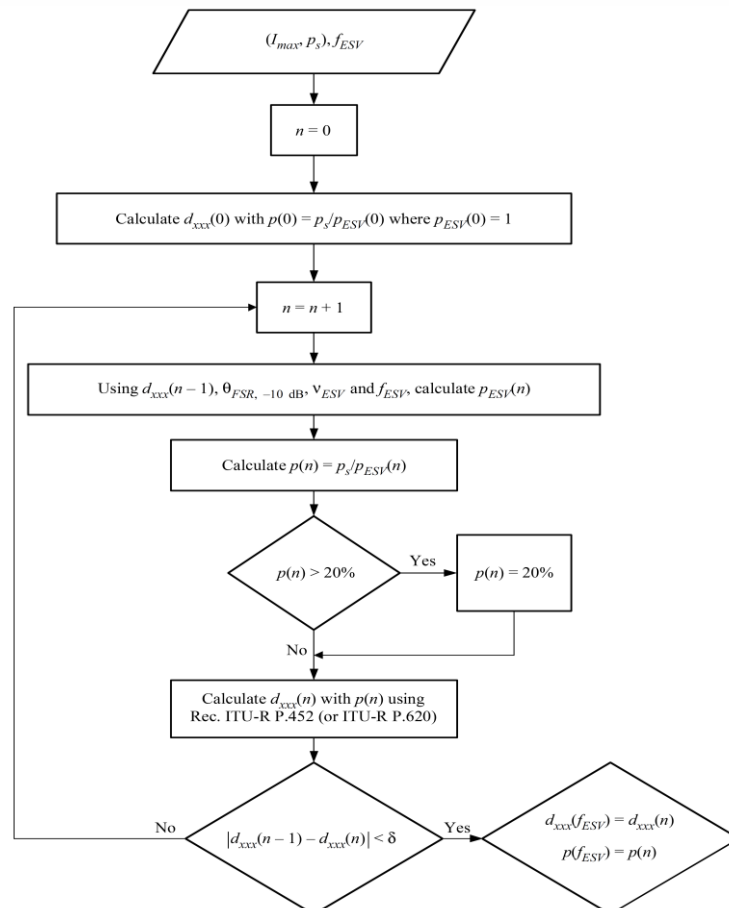 (I_max, p_s), f_ESV
n = 0
Calculate d_xxx(0) with p(0) = p_s/p_ESV(0) where p_ESV(0) = 1
n = n + 1
Using d_xxx(n – 1), θ_FSR, –10 dB, ν_ESV and f_ESV, calculate p_ESV(n)
Calculate p(n) = p_s/p_ESV(n)
p(n) > 20%
Yes
p(n) = 20%
No
Calculate d_xxx(n) with p(n) using
Rec. ITU-R P.452 (or ITU-R P.620)
No
|d_xxx(n – 1) – d_xxx(n)| < δ
Yes
d_xxx(f_ESV) = d_xxx(n)
p(f_ESV) = p(n)